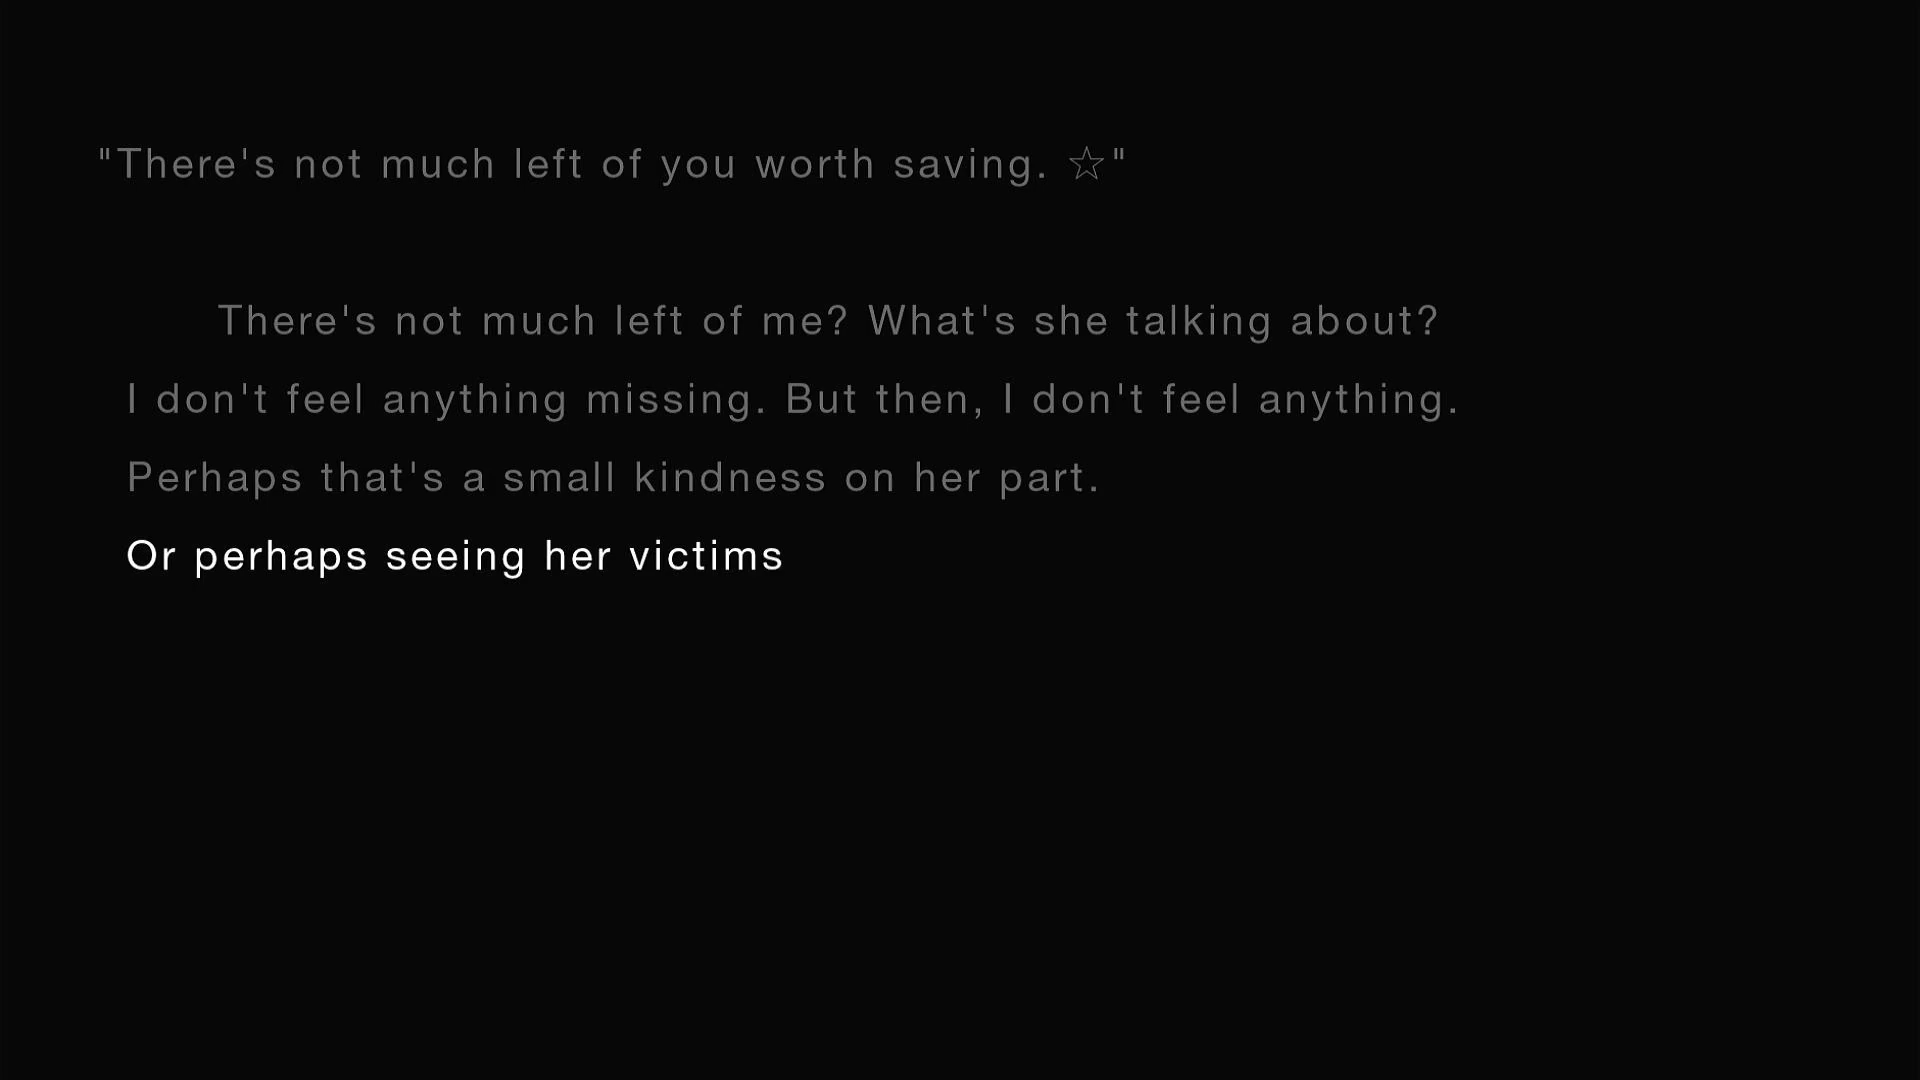 "There's not much left of you worth saving. ☆"
There's not much left of me? What's she talking about?
I don't feel anything missing. But then, I don't feel anything.
Perhaps that's a small kindness on her part.
Or perhaps seeing her victims